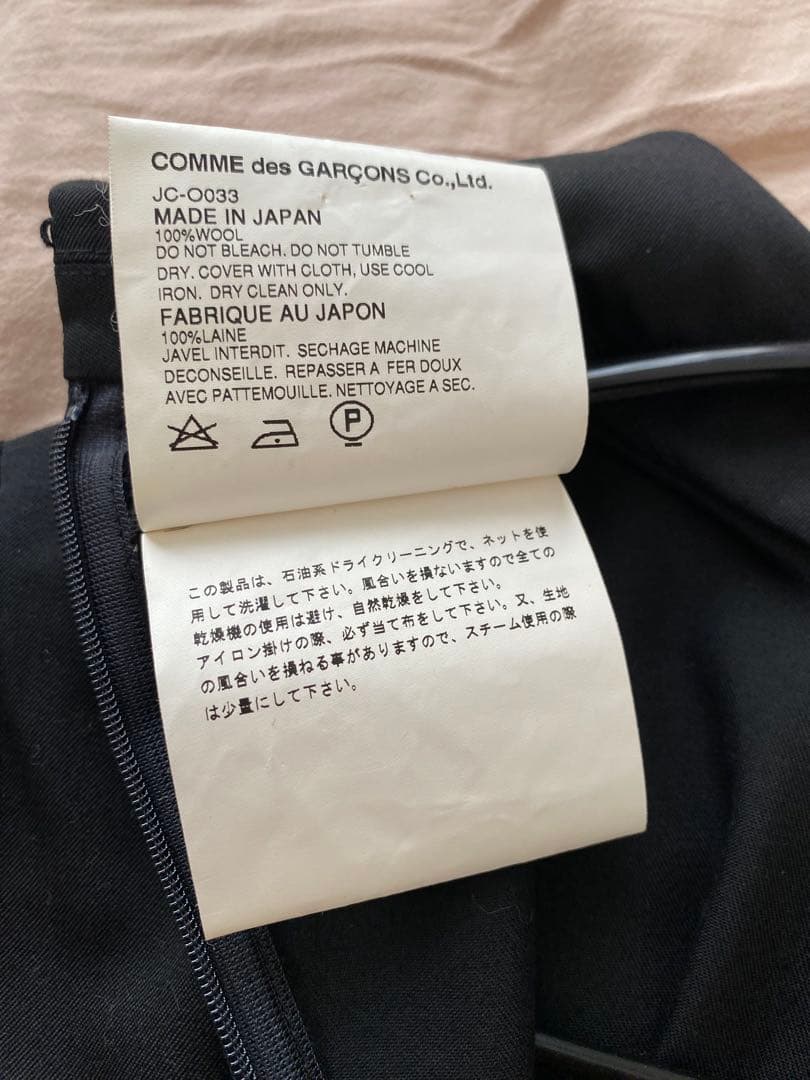 COMME des GARÇONS Co.,Ltd.
JC-O033
MADE IN JAPAN
100%WOOL
DO NOT BLEACH. DO NOT TUMBLE
DRY. COVER WITH CLOTH, USE COOL
IRON. DRY CLEAN ONLY.
FABRIQUE AU JAPON
100%LAINE
JAVEL INTERDIT. SECHAGE MACHINE
DECONSEILLE. REPASSER A FER DOUX
AVEC PATTEMOUILLE. NETTOYAGE A SEC.
P
この製品は、石油系ドライクリーニングで、ネットを使
用して洗濯して下さい。風合いを損ないますので全ての
乾燥機の使用は避け、自然乾燥をして下さい。
アイロン掛けの際、必ず当て布をして下さい。又、生地
の風合いを損ねる事がありますので、スチーム使用の際
は少量にして下さい。